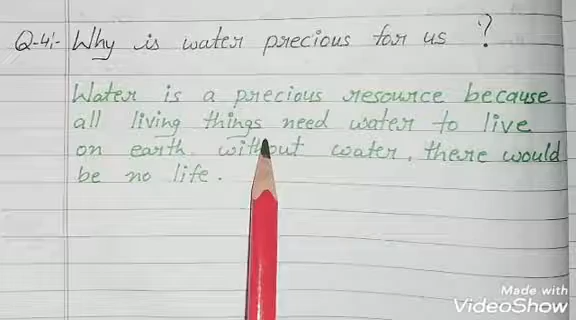 Q-4:- Why is water precious for us ?
Water is a precious resource because
all living things need water to live
on earth. without water, there would
be no life.
Made with
VideoShow